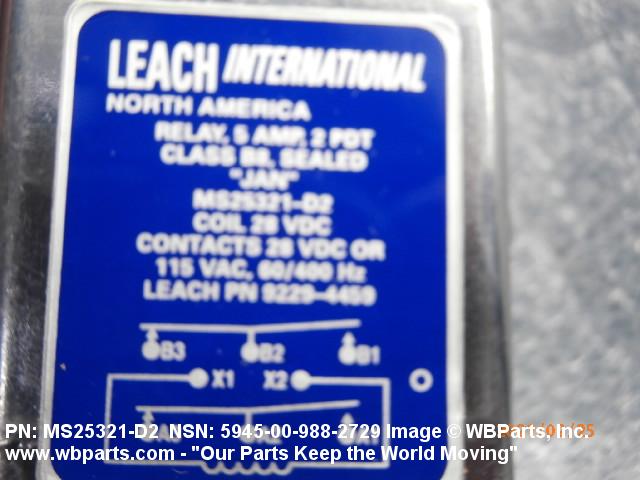 LEACH INTERNATIONAL
NORTH AMERICA
RELAY, 5 AMP, 2 PDT
CLASS B8, SEALED
"JAN"
MS25321-D2
COIL 28 VDC
CONTACTS 28 VDC OR
115 VAC, 60/400 Hz
LEACH PN 9229-4459
B3 B2 B1
X1 X2
PN: MS25321-D2 NSN: 5945-00-988-2729 Image © WBParts, Inc.
www.wbparts.com - "Our Parts Keep the World Moving"